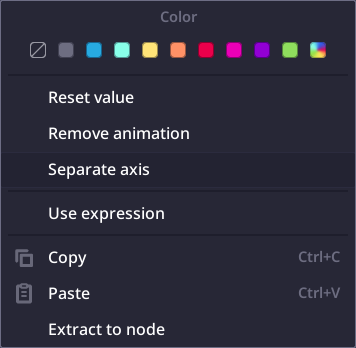 Color
Reset value
Remove animation
Separate axis
Use expression
Copy Ctrl+C
Paste Ctrl+V
Extract to node